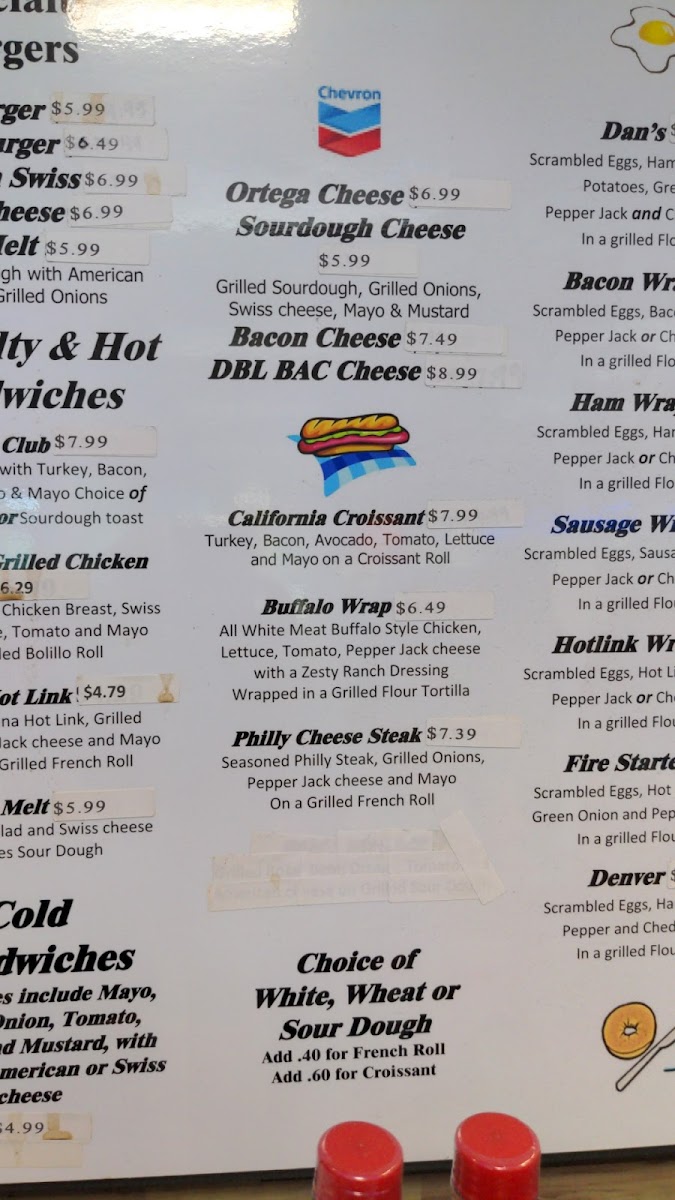 rgers
rger $5.99
urger $6.49
Swiss $6.99
heese $6.99
Melt $5.99
gh with American
Grilled Onions
lty & Hot
wiches
Club $7.99
with Turkey, Bacon,
& Mayo Choice of
or Sourdough toast
Grilled Chicken
6.29
Chicken Breast, Swiss
e, Tomato and Mayo
led Bolillo Roll
ot Link $4.79
na Hot Link, Grilled
Jack cheese and Mayo
Grilled French Roll
Melt $5.99
lad and Swiss cheese
es Sour Dough
Cold
dwiches
es include Mayo,
Onion, Tomato,
nd Mustard, with
merican or Swiss
cheese
$4.99
Chevron
Ortega Cheese $6.99
Sourdough Cheese
$5.99
Grilled Sourdough, Grilled Onions,
Swiss cheese, Mayo & Mustard
Bacon Cheese $7.49
DBL BAC Cheese $8.99
California Croissant $7.99
Turkey, Bacon, Avocado, Tomato, Lettuce
and Mayo on a Croissant Roll
Buffalo Wrap $6.49
All White Meat Buffalo Style Chicken,
Lettuce, Tomato, Pepper Jack cheese
with a Zesty Ranch Dressing
Wrapped in a Grilled Flour Tortilla
Philly Cheese Steak $7.39
Seasoned Philly Steak, Grilled Onions,
Pepper Jack cheese and Mayo
On a Grilled French Roll
Choice of
White, Wheat or
Sour Dough
Add .40 for French Roll
Add .60 for Croissant
Dan's $
Scrambled Eggs, Ham
Potatoes, Gre
Pepper Jack and C
In a grilled Flo
Bacon Wra
Scrambled Eggs, Bac
Pepper Jack or Ch
In a grilled Flo
Ham Wra
Scrambled Eggs, Ha
Pepper Jack or Ch
In a grilled Flo
Sausage Wr
Scrambled Eggs, Sausa
Pepper Jack or Ch
In a grilled Flou
Hotlink Wr
Scrambled Eggs, Hot Li
Pepper Jack or Che
In a grilled Flou
Fire Starte
Scrambled Eggs, Hot
Green Onion and Pep
In a grilled Flou
Denver $
Scrambled Eggs, Ha
Pepper and Ched
In a grilled Flou